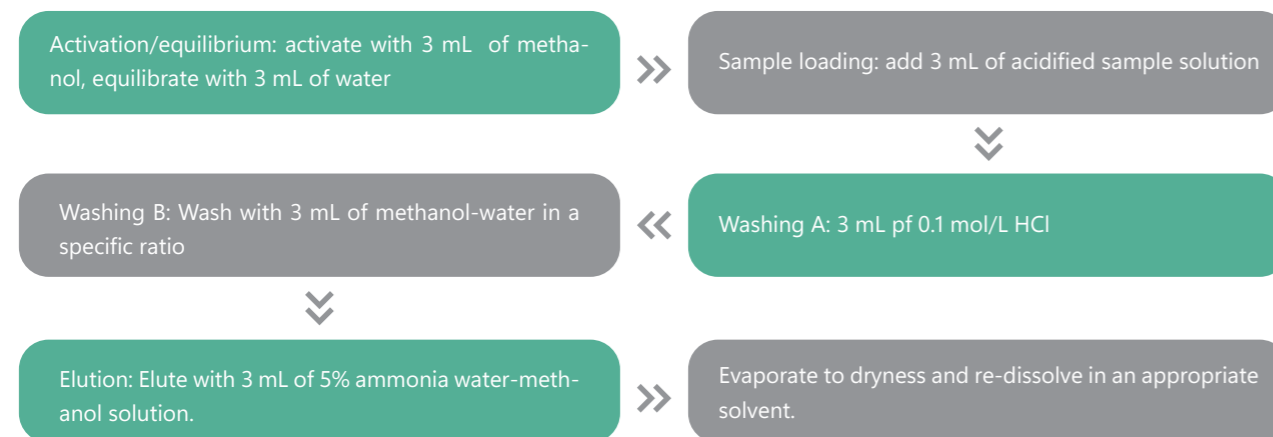 Activation/equilibrium: activate with 3 mL of metha-
nol, equilibrate with 3 mL of water
Sample loading: add 3 mL of acidified sample solution
Washing A: 3 mL pf 0.1 mol/L HCl
Washing B: Wash with 3 mL of methanol-water in a
specific ratio
Elution: Elute with 3 mL of 5% ammonia water-meth-
anol solution.
Evaporate to dryness and re-dissolve in an appropriate
solvent.